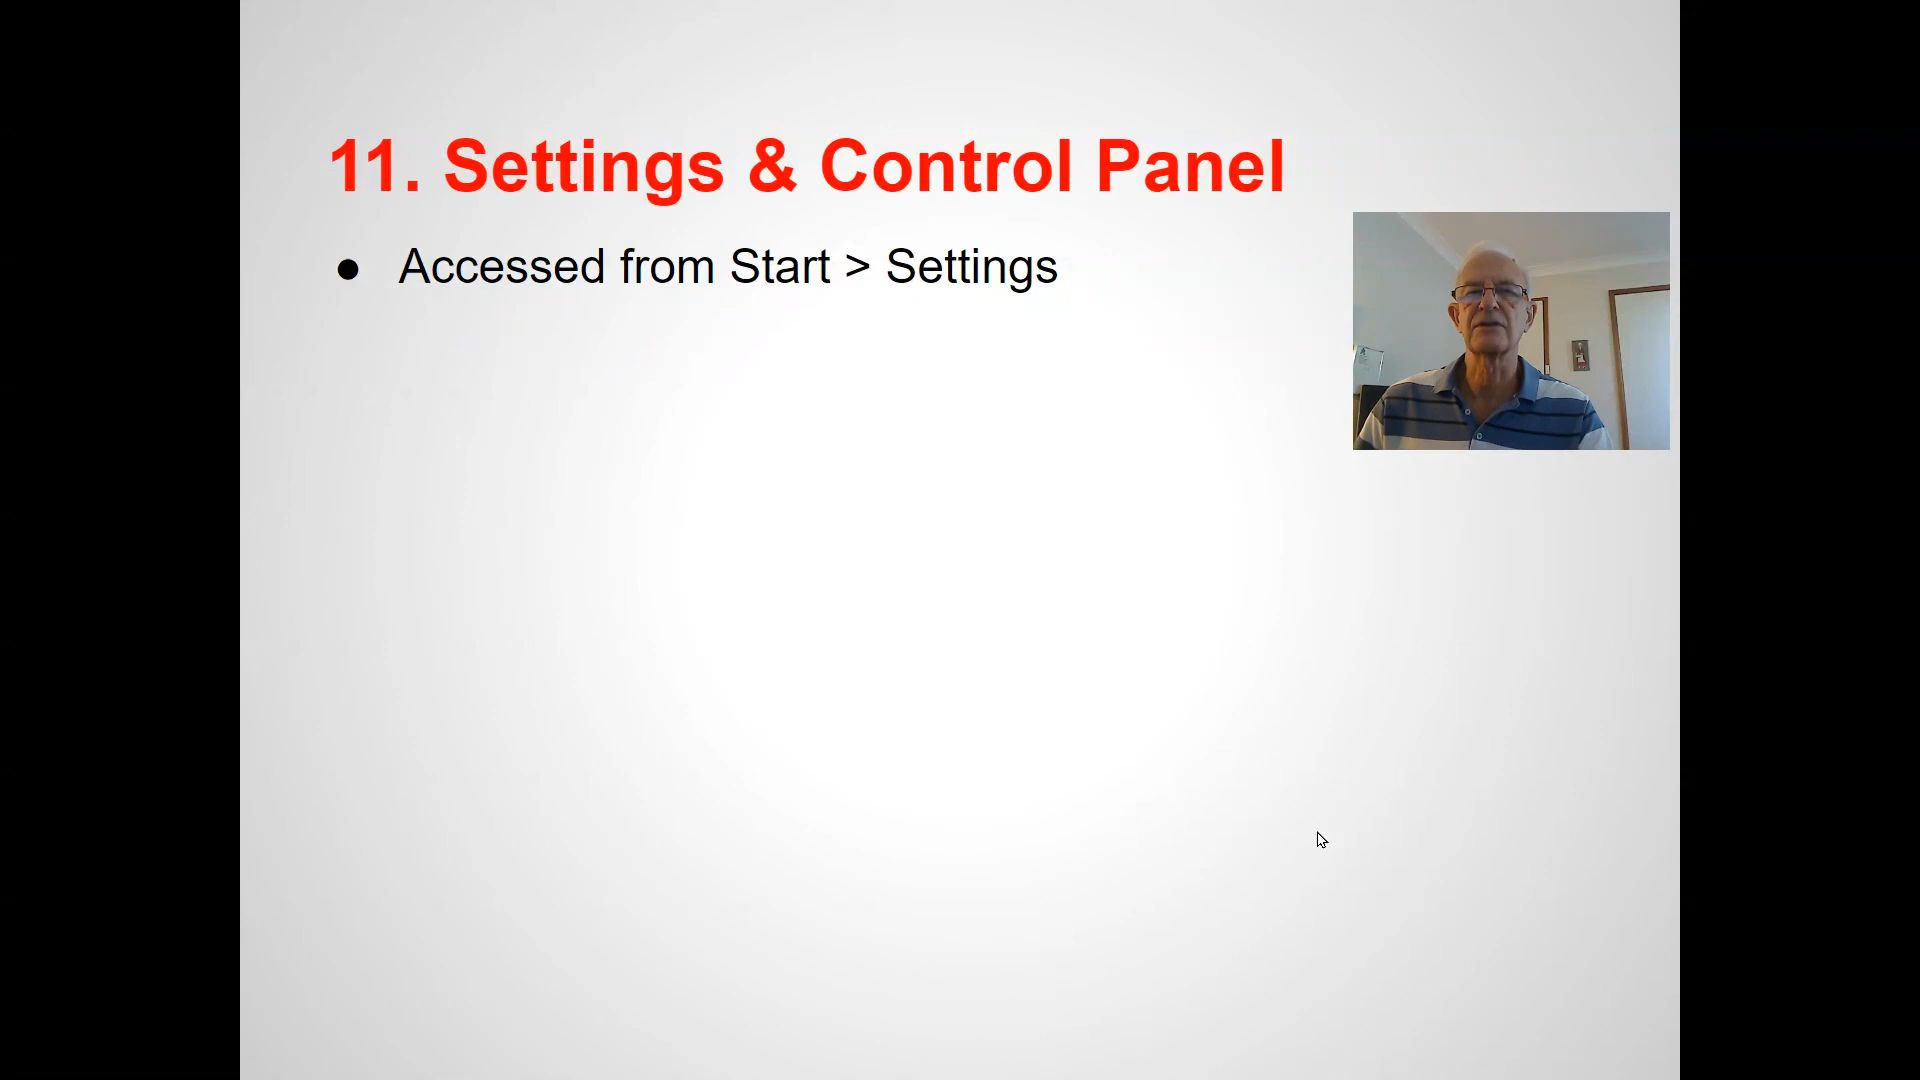 11. Settings & Control Panel
● Accessed from Start > Settings